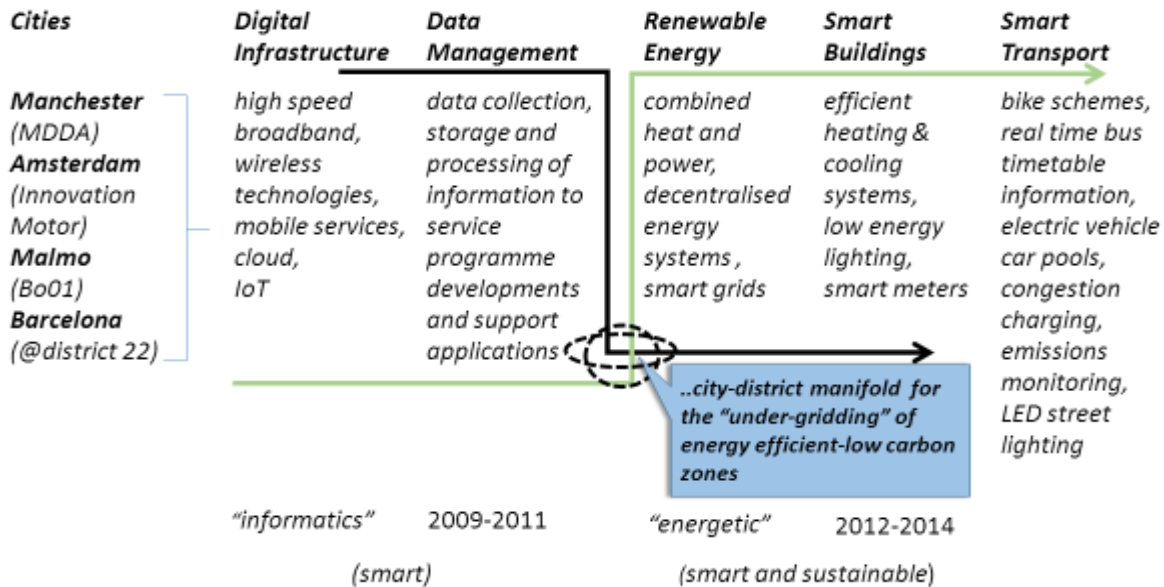 Cities
Digital Infrastructure
Data Management
Renewable Energy
Smart Buildings
Smart Transport
Manchester
(MDDA)
Amsterdam
(Innovation
Motor)
Malmo
(Bo01)
Barcelona
(@district 22)
high speed
broadband,
wireless
technologies,
mobile services,
cloud,
IoT
data collection,
storage and
processing of
information to
service
programme
developments
and support
applications
combined
heat and
power,
decentralised
energy
systems ,
smart grids
efficient
heating &
cooling
systems,
low energy
lighting,
smart meters
bike schemes,
real time bus
timetable
information,
electric vehicle
car pools,
congestion
charging,
emissions
monitoring,
LED street
lighting
..city-district manifold for
the “under-gridding” of
energy efficient-low carbon
zones
“informatics”
2009-2011
“energetic”
2012-2014
(smart)
(smart and sustainable)